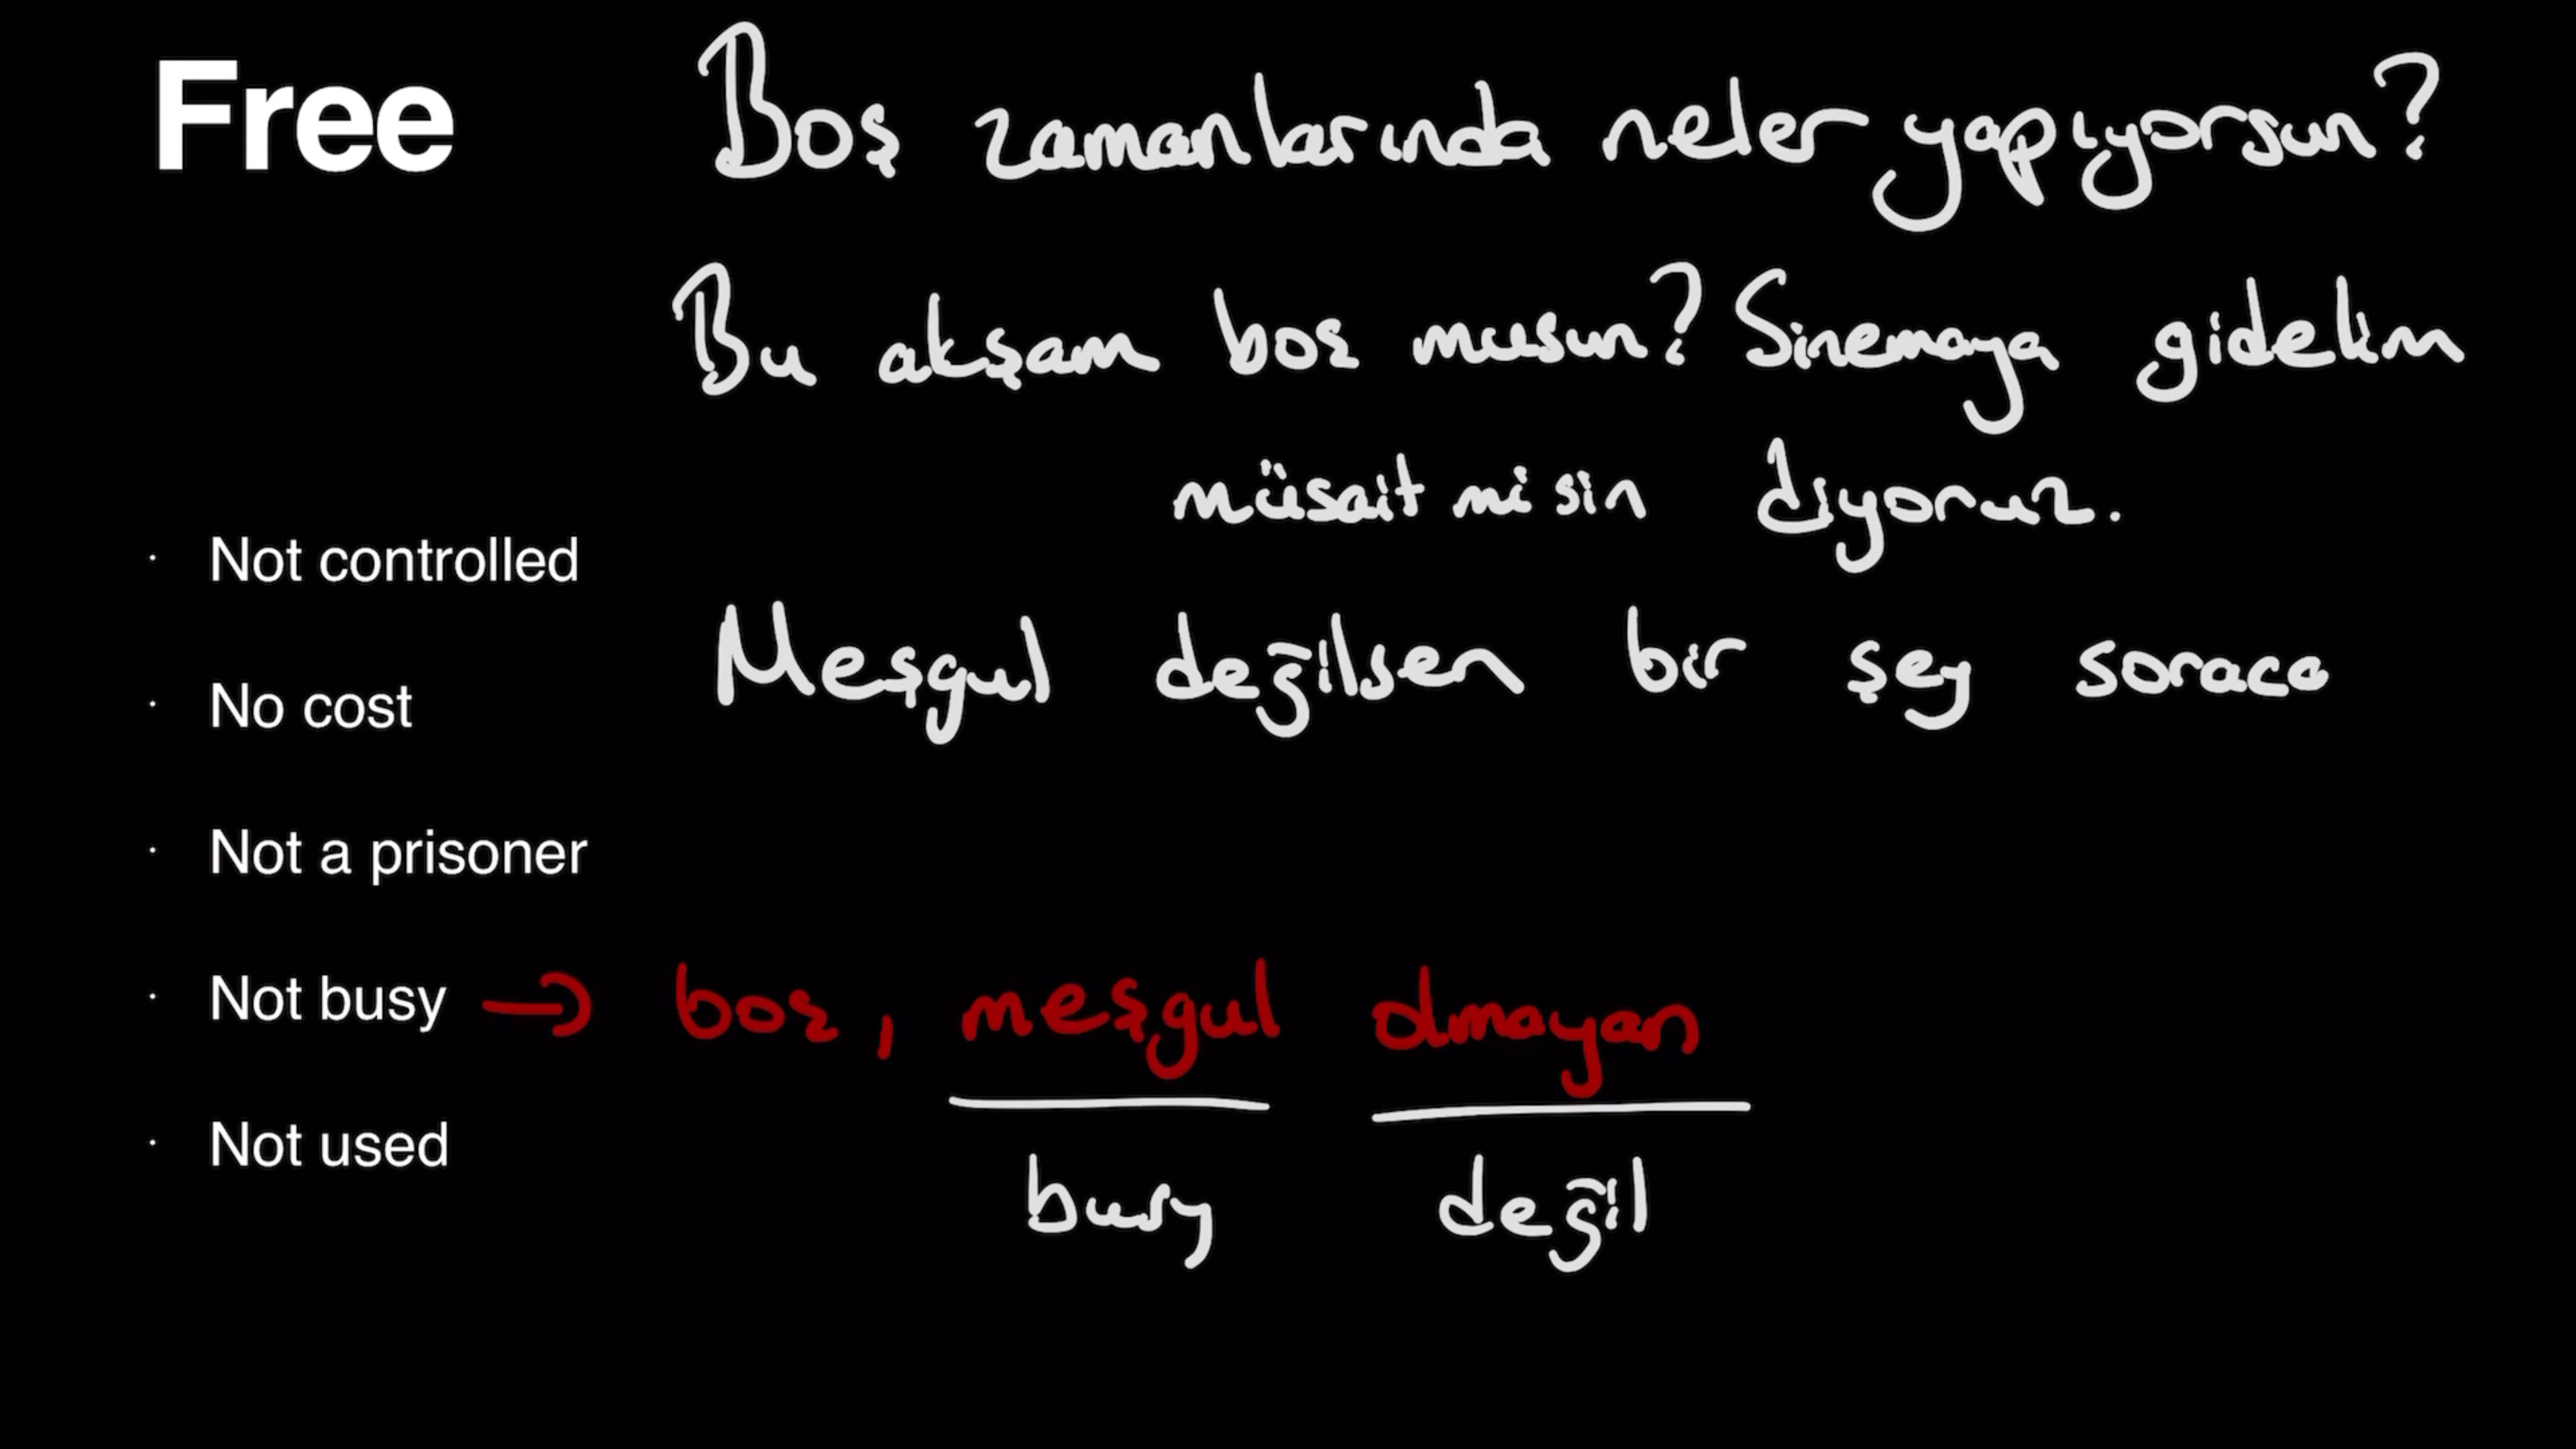 Free
Boş zamanlarında neler yapıyorsun?
Bu akşam boş musun? Sinemaya gidelim
müsait misin diyoruz.
Meşgul değilsen bir şey soraca
· Not controlled
· No cost
· Not a prisoner
· Not busy → boş, meşgul olmayan
busy değil
· Not used